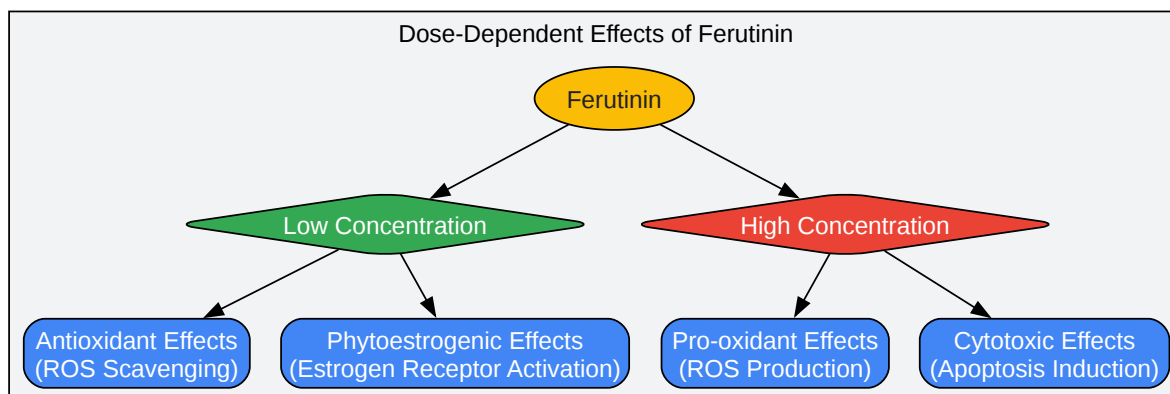 Dose-Dependent Effects of Ferutinin
Ferutinin
Low Concentration
High Concentration
Antioxidant Effects
(ROS Scavenging)
Phytoestrogenic Effects
(Estrogen Receptor Activation)
Pro-oxidant Effects
(ROS Production)
Cytotoxic Effects
(Apoptosis Induction)